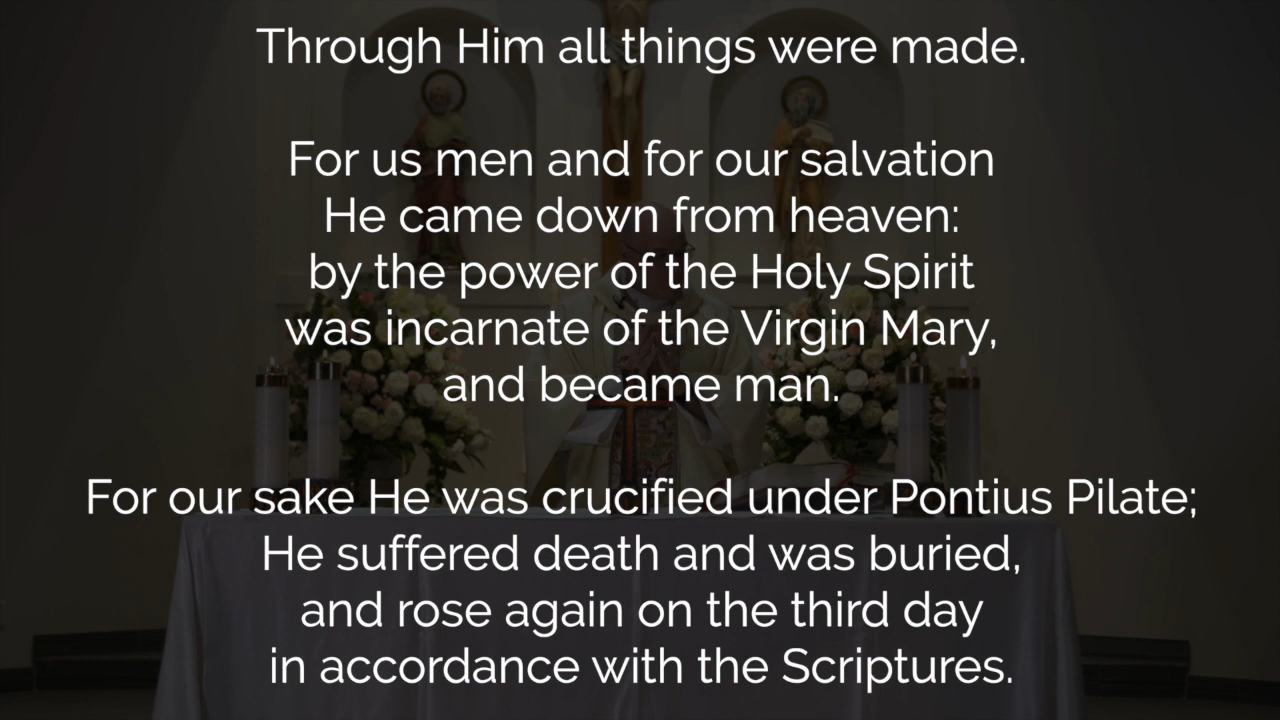 Through Him all things were made.
For us men and for our salvation
He came down from heaven:
by the power of the Holy Spirit
was incarnate of the Virgin Mary,
and became man.
For our sake He was crucified under Pontius Pilate;
He suffered death and was buried,
and rose again on the third day
in accordance with the Scriptures.